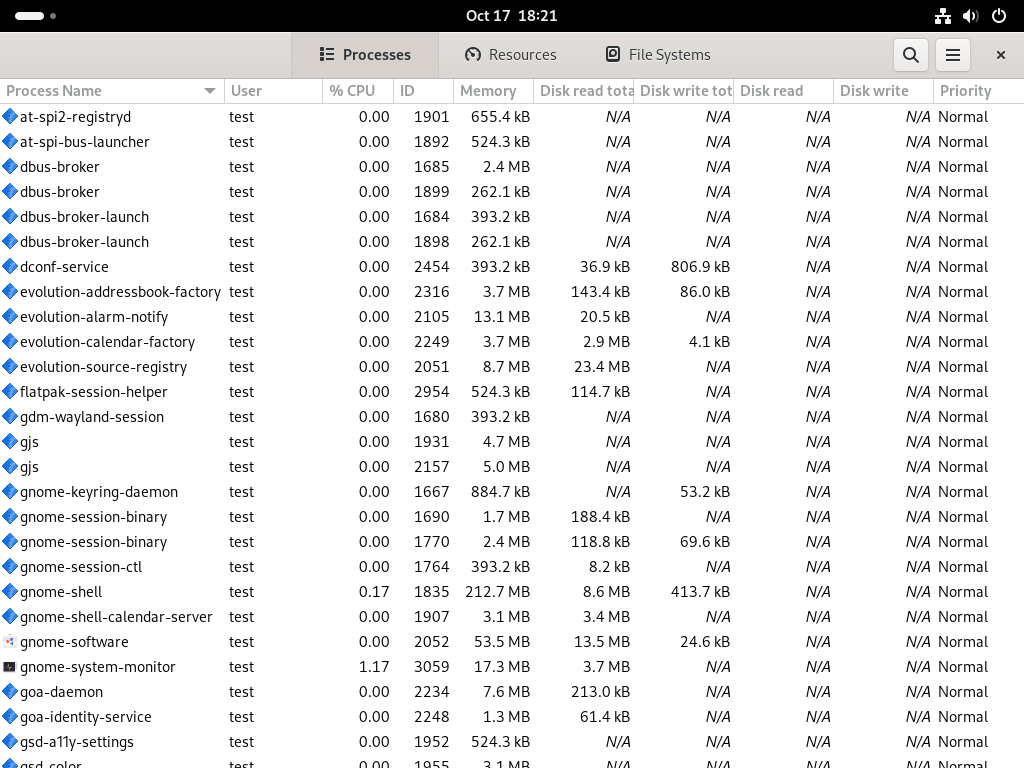 Oct 17 18:21
Processes Resources File Systems
Process Name User % CPU ID Memory Disk read tota Disk write tot Disk read Disk write Priority
at-spi2-registryd test 0.00 1901 655.4 kB N/A N/A N/A N/A Normal
at-spi-bus-launcher test 0.00 1892 524.3 kB N/A N/A N/A N/A Normal
dbus-broker test 0.00 1685 2.4 MB N/A N/A N/A N/A Normal
dbus-broker test 0.00 1899 262.1 kB N/A N/A N/A N/A Normal
dbus-broker-launch test 0.00 1684 393.2 kB N/A N/A N/A N/A Normal
dbus-broker-launch test 0.00 1898 262.1 kB N/A N/A N/A N/A Normal
dconf-service test 0.00 2454 393.2 kB 36.9 kB 806.9 kB N/A N/A Normal
evolution-addressbook-factory test 0.00 2316 3.7 MB 143.4 kB 86.0 kB N/A N/A Normal
evolution-alarm-notify test 0.00 2105 13.1 MB 20.5 kB N/A N/A N/A Normal
evolution-calendar-factory test 0.00 2249 3.7 MB 2.9 MB 4.1 kB N/A N/A Normal
evolution-source-registry test 0.00 2051 8.7 MB 23.4 MB N/A N/A N/A Normal
flatpak-session-helper test 0.00 2954 524.3 kB 114.7 kB N/A N/A N/A Normal
gdm-wayland-session test 0.00 1680 393.2 kB N/A N/A N/A N/A Normal
gjs test 0.00 1931 4.7 MB N/A N/A N/A N/A Normal
gjs test 0.00 2157 5.0 MB N/A N/A N/A N/A Normal
gnome-keyring-daemon test 0.00 1667 884.7 kB N/A 53.2 kB N/A N/A Normal
gnome-session-binary test 0.00 1690 1.7 MB 188.4 kB N/A N/A N/A Normal
gnome-session-binary test 0.00 1770 2.4 MB 118.8 kB 69.6 kB N/A N/A Normal
gnome-session-ctl test 0.00 1764 393.2 kB 8.2 kB N/A N/A N/A Normal
gnome-shell test 0.17 1835 212.7 MB 8.6 MB 413.7 kB N/A N/A Normal
gnome-shell-calendar-server test 0.00 1907 3.1 MB 3.4 MB N/A N/A N/A Normal
gnome-software test 0.00 2052 53.5 MB 13.5 MB 24.6 kB N/A N/A Normal
gnome-system-monitor test 1.17 3059 17.3 MB 3.7 MB N/A N/A N/A Normal
goa-daemon test 0.00 2234 7.6 MB 213.0 kB N/A N/A N/A Normal
goa-identity-service test 0.00 2248 1.3 MB 61.4 kB N/A N/A N/A Normal
gsd-a11y-settings test 0.00 1952 524.3 kB N/A N/A N/A N/A Normal
gsd-color test 0.00 1955 3.1 MB N/A N/A N/A N/A Normal